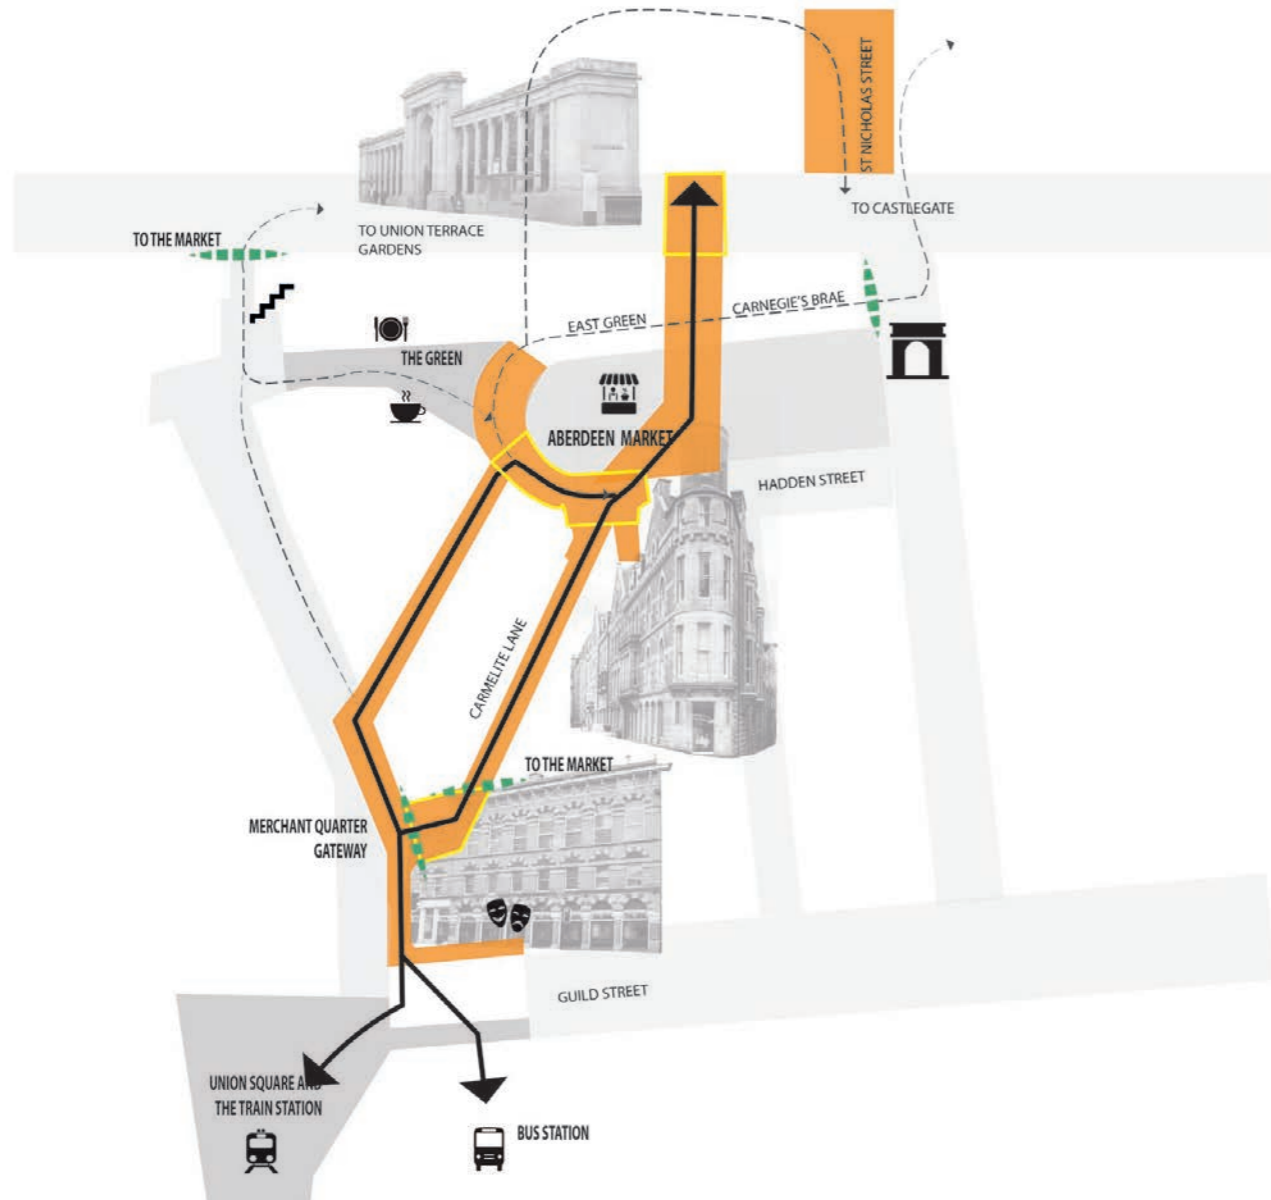 ST NICHOLAS STREET
TO CASTLEGATE
TO UNION TERRACE
GARDENS
TO THE MARKET
CARNEGIE'S BRAE
EAST GREEN
THE GREEN
ABERDEEN MARKET
HADDEN STREET
CARMELITE LANE
TO THE MARKET
MERCHANT QUARTER
GATEWAY
GUILD STREET
UNION SQUARE AND
THE TRAIN STATION
BUS STATION